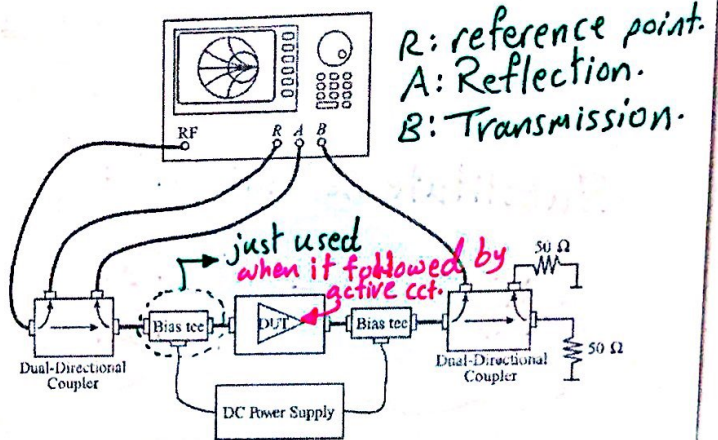 R: reference point.
A: Reflection.
B: Transmission.
RF
R A B
just used
when it followed by
active cct.
50 Ω
Bias tee
DUT
Bias tee
50 Ω
Dual-Directional
Coupler
Dual-Directional
Coupler
DC Power Supply